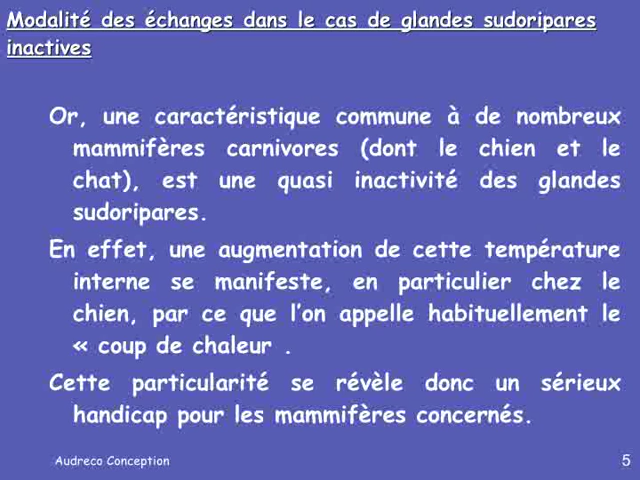 Modalité des échanges dans le cas de glandes sudoripares
inactives
Or, une caractéristique commune à de nombreux
mammifères carnivores (dont le chien et le
chat), est une quasi inactivité des glandes
sudoripares.
En effet, une augmentation de cette température
interne se manifeste, en particulier chez le
chien, par ce que l’on appelle habituellement le
« coup de chaleur .
Cette particularité se révèle donc un sérieux
handicap pour les mammifères concernés.
Audreco Conception
5